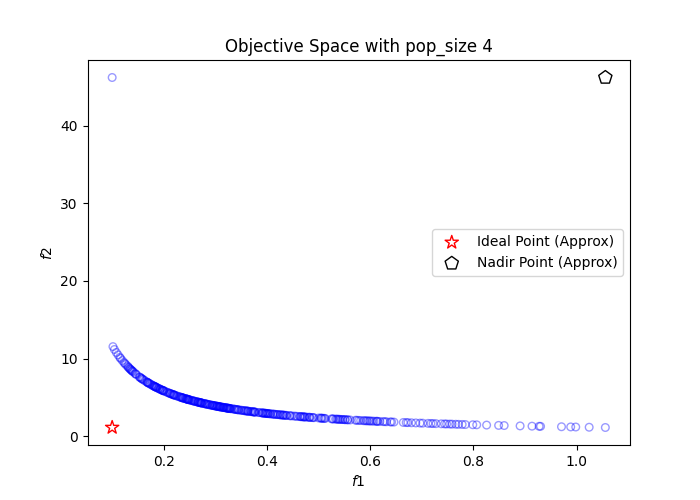 Objective Space with pop_size 4
f2
40
30
20
10
0
Ideal Point (Approx)
Nadir Point (Approx)
0.2 0.4 0.6 0.8 1.0
f1